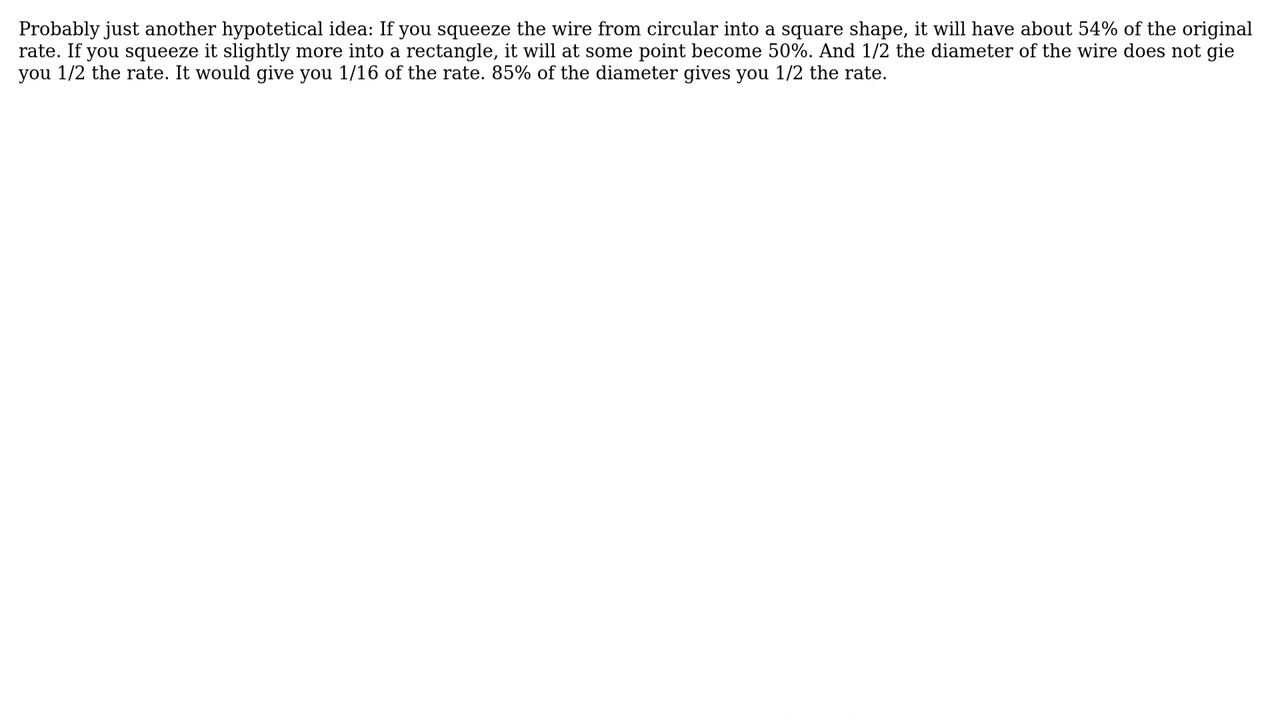 Probably just another hypotetical idea: If you squeeze the wire from circular into a square shape, it will have about 54% of the original
rate. If you squeeze it slightly more into a rectangle, it will at some point become 50%. And 1/2 the diameter of the wire does not gie
you 1/2 the rate. It would give you 1/16 of the rate. 85% of the diameter gives you 1/2 the rate.